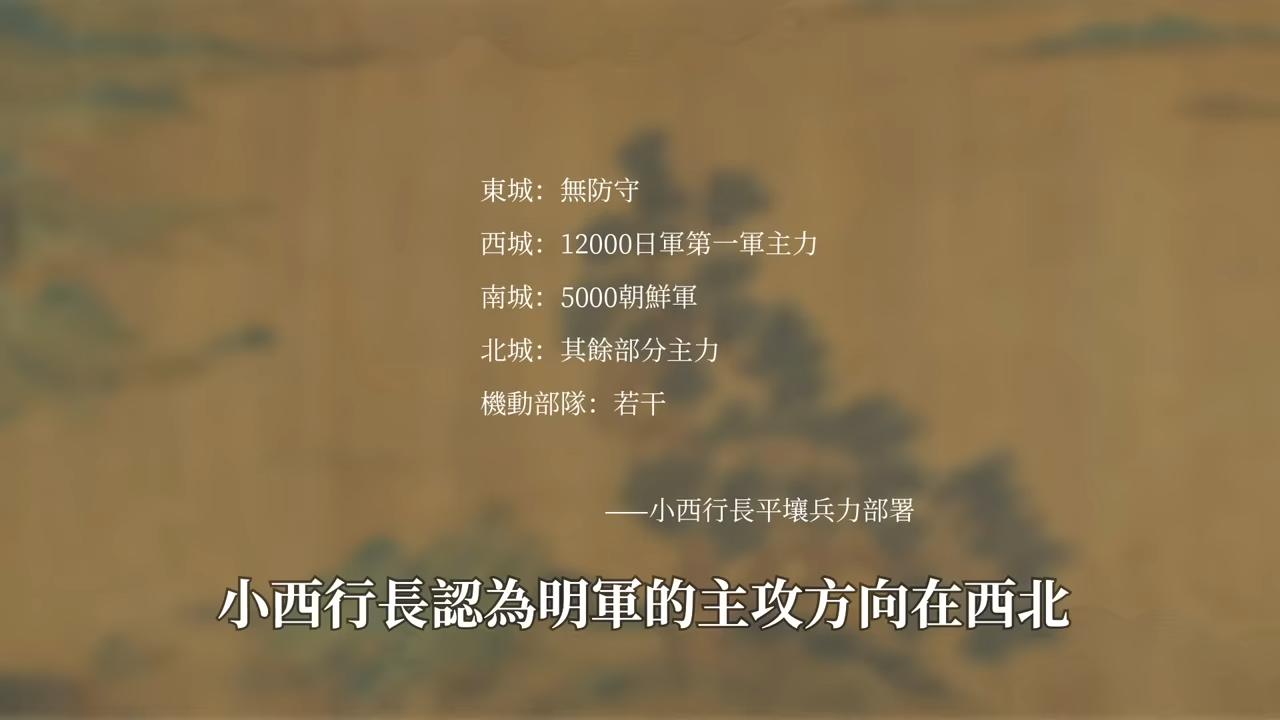 東城：無防守
西城：12000日軍第一軍主力
南城：5000朝鮮軍
北城：其餘部分主力
機動部隊：若干
——小西行長平壤兵力部署
小西行長認為明軍的主攻方向在西北